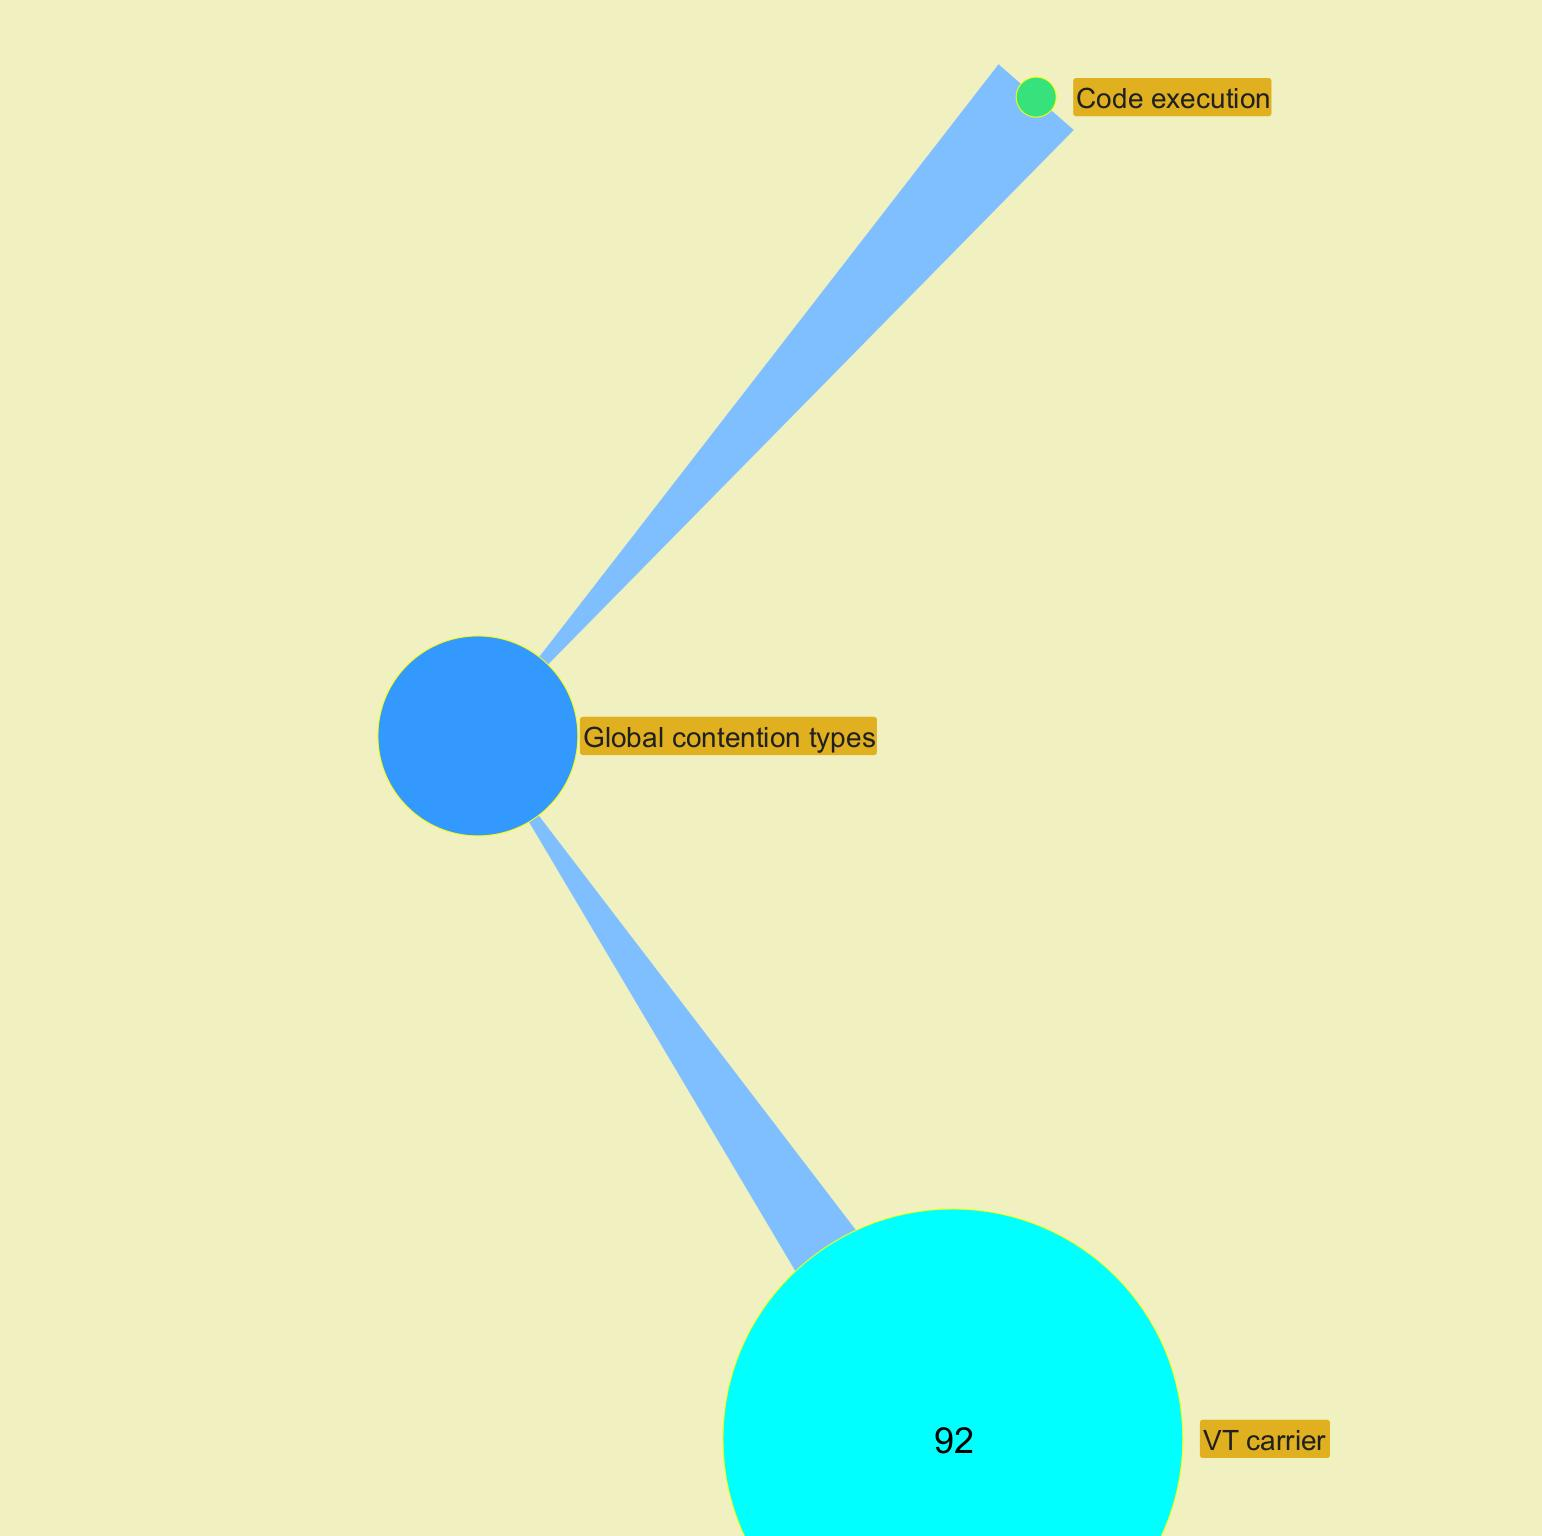 Code execution
Global contention types
92
VT carrier